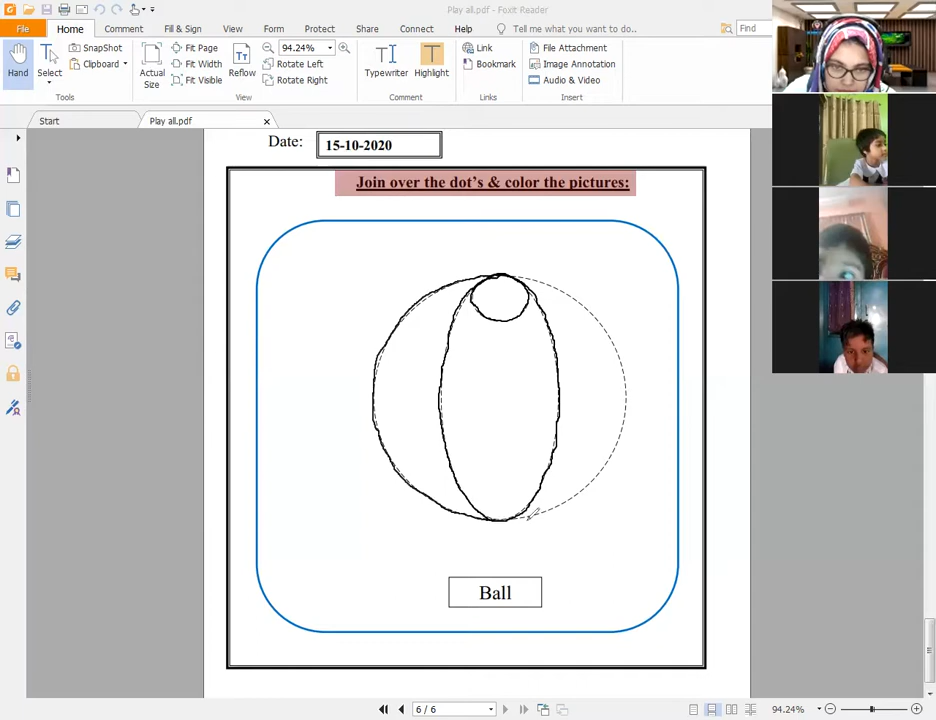 Play all.pdf - Foxit Reader
File Home Comment Fill & Sign View Form Protect Share Connect Help Tell me what you want to do.. Find
Hand
Select
SnapShot
Clipboard
Actual Size
Fit Page
Fit Width
Fit Visible
Reflow
94.24%
Rotate Left
Rotate Right
Typewriter
Highlight
Link
Bookmark
File Attachment
Image Annotation
Audio & Video
Tools View Comment Links Insert
Start Play all.pdf
Date: 15-10-2020
Join over the dot's & color the pictures:
Ball
6 / 6 94.24%